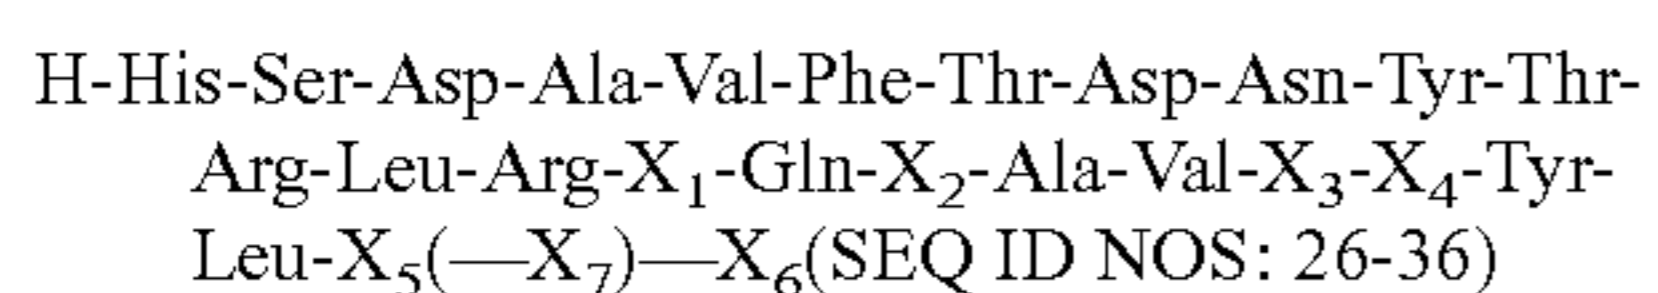 H-His-Ser-Asp-Ala-Val-Phe-Thr-Asp-Asn-Tyr-Thr-
Arg-Leu-Arg-X₁-Gln-X₂-Ala-Val-X₃-X₄-Tyr-
Leu-X₅(—X₇)—X₆(SEQ ID NOS: 26-36)